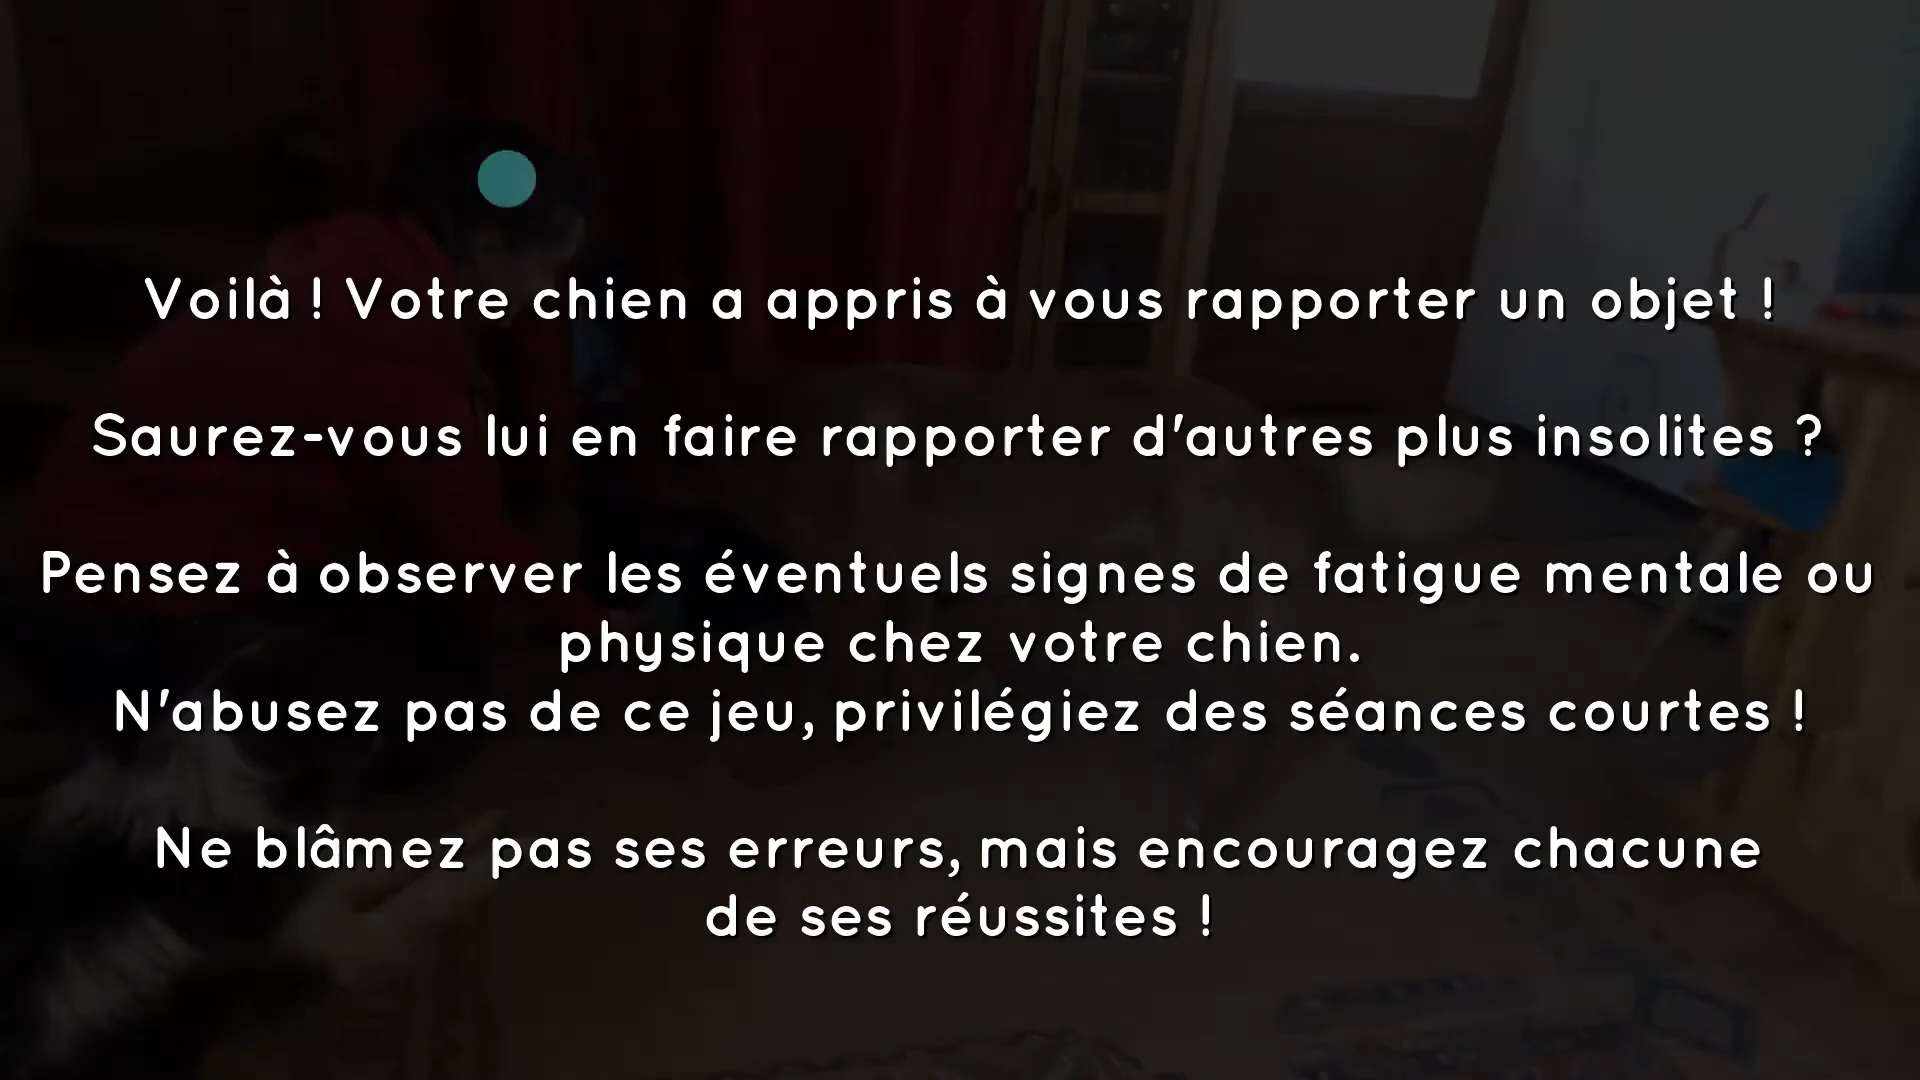 Voilà ! Votre chien a appris à vous rapporter un objet !
Saurez-vous lui en faire rapporter d'autres plus insolites ?
Pensez à observer les éventuels signes de fatigue mentale ou
physique chez votre chien.
N'abusez pas de ce jeu, privilégiez des séances courtes !
Ne blâmez pas ses erreurs, mais encouragez chacune
de ses réussites !